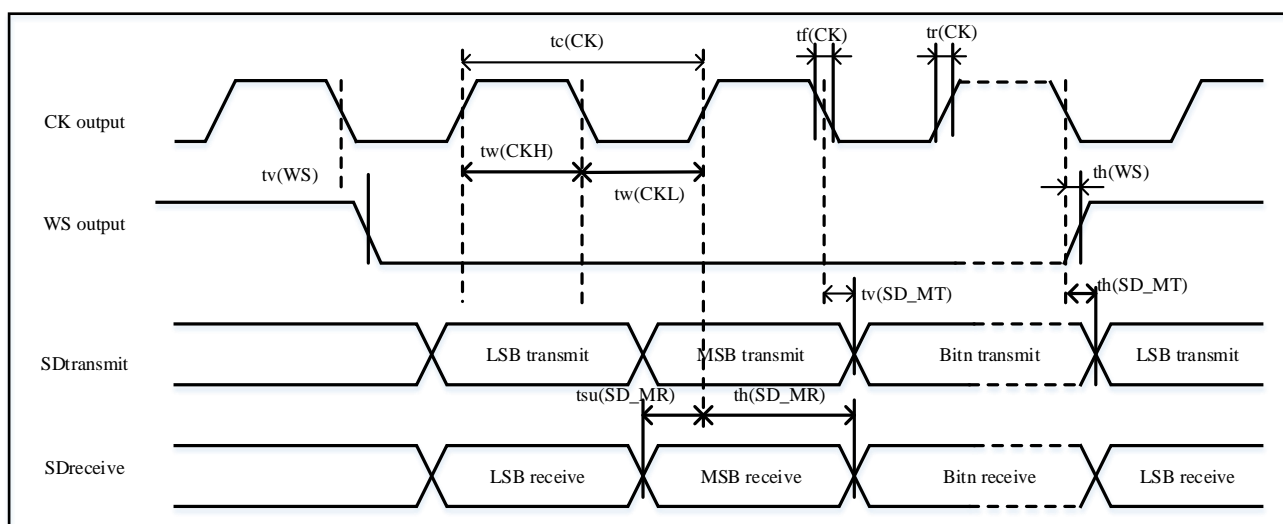 tc(CK)
tf(CK)
tr(CK)
CK output
tw(CKH)
tv(WS)
tw(CKL)
th(WS)
WS output
tv(SD_MT)
th(SD_MT)
SDtransmit
LSB transmit
MSB transmit
Bitn transmit
LSB transmit
tsu(SD_MR)
th(SD_MR)
SDreceive
LSB receive
MSB receive
Bitn receive
LSB receive